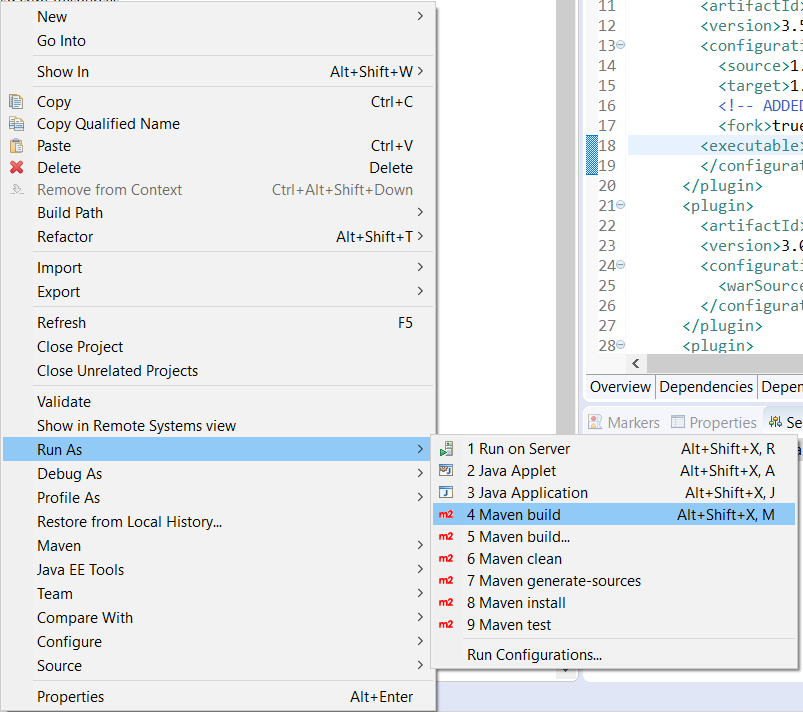 New
Go Into
Show In Alt+Shift+W
Copy Ctrl+C
Copy Qualified Name
Paste Ctrl+V
Delete Delete
Remove from Context Ctrl+Alt+Shift+Down
Build Path
Refactor Alt+Shift+T
Import
Export
Refresh F5
Close Project
Close Unrelated Projects
Validate
Show in Remote Systems view
Run As
Debug As
Profile As
Restore from Local History...
Maven
Java EE Tools
Team
Compare With
Configure
Source
Properties Alt+Enter
1 Run on Server Alt+Shift+X, R
2 Java Applet Alt+Shift+X, A
3 Java Application Alt+Shift+X, J
m2 4 Maven build Alt+Shift+X, M
m2 5 Maven build...
m2 6 Maven clean
m2 7 Maven generate-sources
m2 8 Maven install
m2 9 Maven test
Run Configurations...
11 <artifactId>
12 <version>3.5
13 <configurati
14 <source>1.
15 <target>1.
16 <!-- ADDED
17 <fork>true
18 <executable>
19 </configurat
20 </plugin>
21 <plugin>
22 <artifactId>
23 <version>3.0
24 <configurati
25 <warSource
26 </configurat
27 </plugin>
28 <plugin>
Overview Dependencies Depen
Markers Properties Se